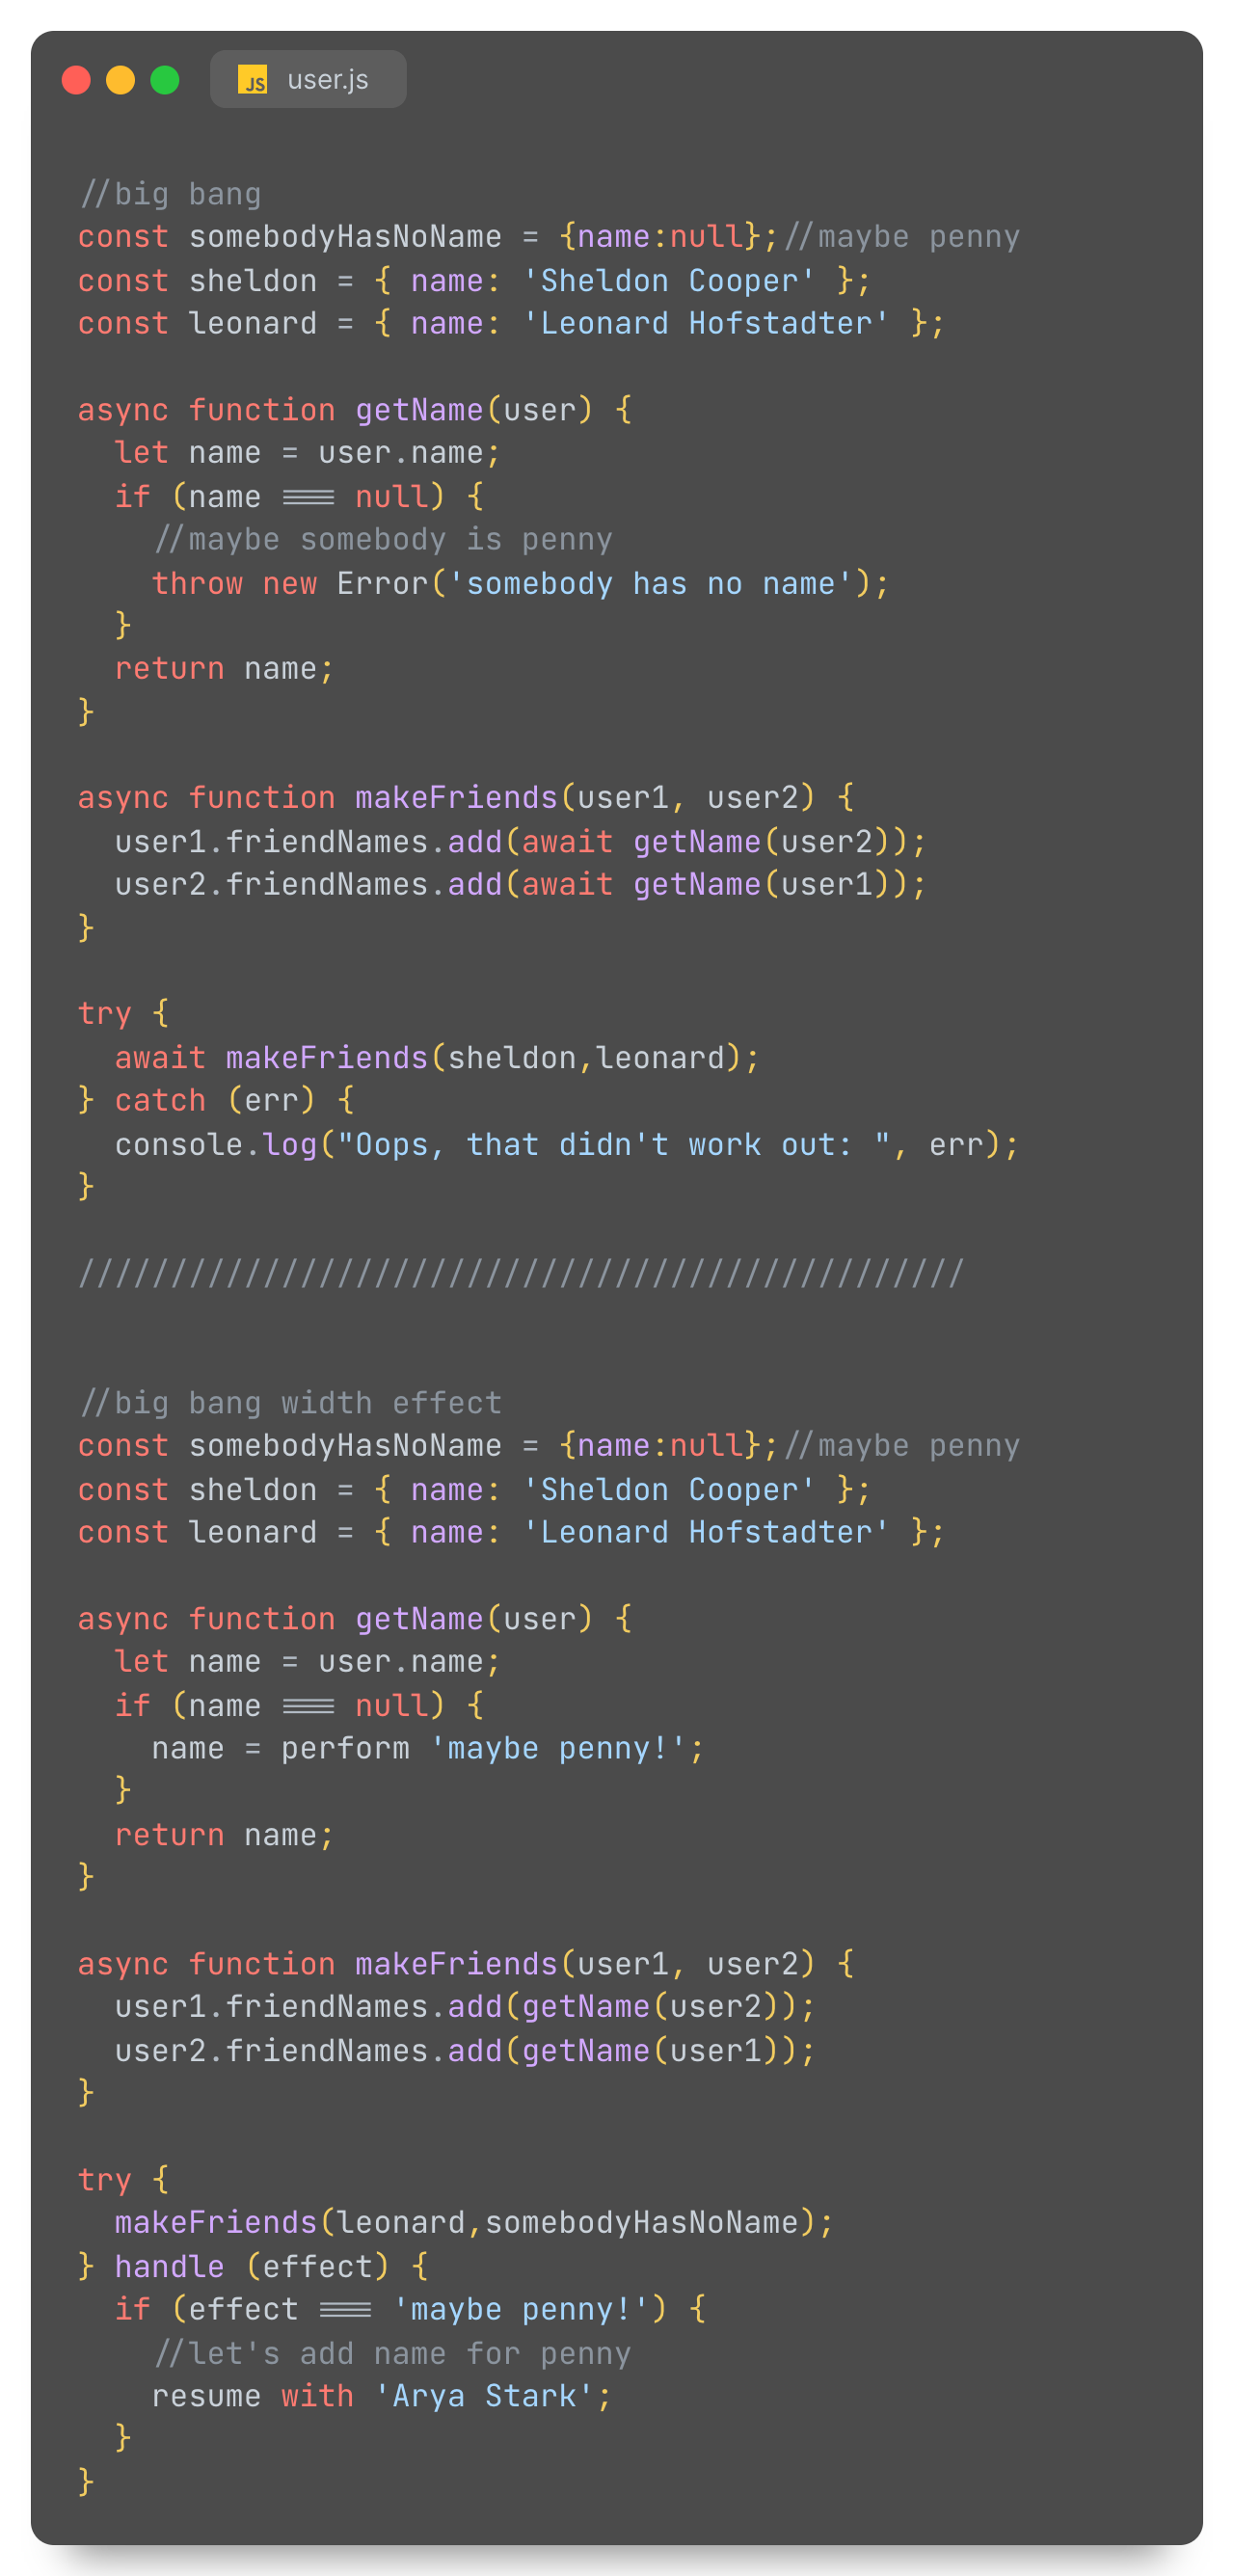 JS user.js
//big bang
const somebodyHasNoName = {name:null};//maybe penny
const sheldon = { name: 'Sheldon Cooper' };
const leonard = { name: 'Leonard Hofstadter' };
async function getName(user) {
  let name = user.name;
  if (name === null) {
    //maybe somebody is penny
    throw new Error('somebody has no name');
  }
  return name;
}
async function makeFriends(user1, user2) {
  user1.friendNames.add(await getName(user2));
  user2.friendNames.add(await getName(user1));
}
try {
  await makeFriends(sheldon,leonard);
} catch (err) {
  console.log("Oops, that didn't work out: ", err);
}
////////////////////////////////////////////////
//big bang width effect
const somebodyHasNoName = {name:null};//maybe penny
const sheldon = { name: 'Sheldon Cooper' };
const leonard = { name: 'Leonard Hofstadter' };
async function getName(user) {
  let name = user.name;
  if (name === null) {
    name = perform 'maybe penny!';
  }
  return name;
}
async function makeFriends(user1, user2) {
  user1.friendNames.add(getName(user2));
  user2.friendNames.add(getName(user1));
}
try {
  makeFriends(leonard,somebodyHasNoName);
} handle (effect) {
  if (effect === 'maybe penny!') {
    //let's add name for penny
    resume with 'Arya Stark';
  }
}